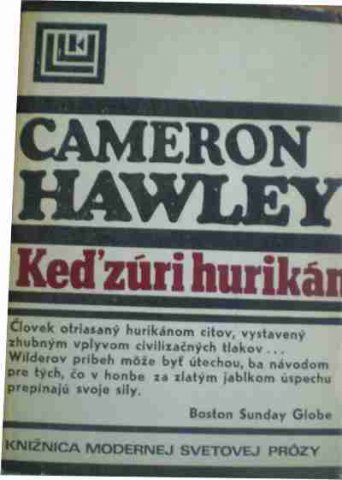 CAMERON
HAWLEY
Keď zúri hurikán
Človek otriasaný hurikánom citov, vystavený
zhubným vplyvom civilizačných tlakov...
Wilderov príbeh môže byť útechou, ba návodom
pre tých, čo v honbe za zlatým jablkom úspechu
prepínajú svoje sily.
Boston Sunday Globe
KNIŽNICA MODERNEJ SVETOVEJ PRÓZY